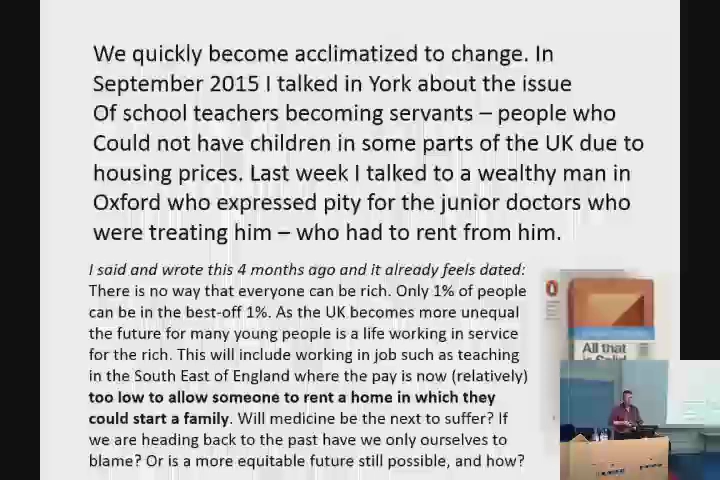 We quickly become acclimatized to change. In
September 2015 I talked in York about the issue
Of school teachers becoming servants – people who
Could not have children in some parts of the UK due to
housing prices. Last week I talked to a wealthy man in
Oxford who expressed pity for the junior doctors who
were treating him – who had to rent from him.
I said and wrote this 4 months ago and it already feels dated:
There is no way that everyone can be rich. Only 1% of people
can be in the best-off 1%. As the UK becomes more unequal
the future for many young people is a life working in service
for the rich. This will include working in job such as teaching
in the South East of England where the pay is now (relatively)
too low to allow someone to rent a home in which they
could start a family. Will medicine be the next to suffer? If
we are heading back to the past have we only ourselves to
blame? Or is a more equitable future still possible, and how?
All that
is Solid